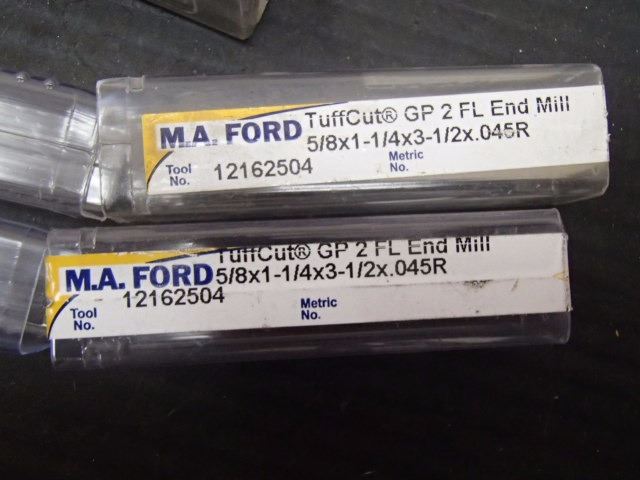 M.A. FORD
TuffCut® GP 2 FL End Mill
5/8x1-1/4x3-1/2x.045R
Tool No.
12162504
Metric No.
M.A. FORD
TuffCut® GP 2 FL End Mill
5/8x1-1/4x3-1/2x.045R
Tool No.
12162504
Metric No.